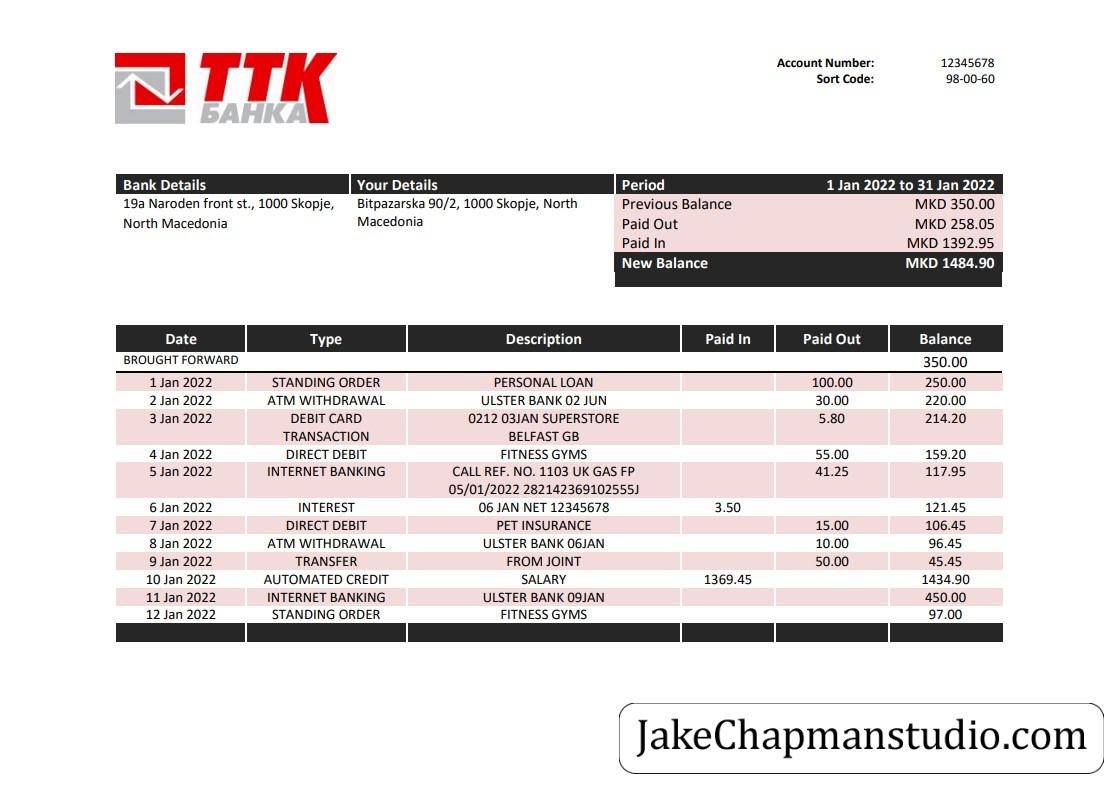 ТТК
БАНКА
Account Number: 12345678
Sort Code: 98-00-60
Bank Details Your Details Period 1 Jan 2022 to 31 Jan 2022
19a Naroden front st., 1000 Skopje, Bitpazarska 90/2, 1000 Skopje, North Previous Balance MKD 350.00
North Macedonia Macedonia Paid Out MKD 258.05
Paid In MKD 1392.95
New Balance MKD 1484.90
Date Type Description Paid In Paid Out Balance
BROUGHT FORWARD 350.00
1 Jan 2022 STANDING ORDER PERSONAL LOAN 100.00 250.00
2 Jan 2022 ATM WITHDRAWAL ULSTER BANK 02 JUN 30.00 220.00
3 Jan 2022 DEBIT CARD 0212 03JAN SUPERSTORE 5.80 214.20
TRANSACTION BELFAST GB
4 Jan 2022 DIRECT DEBIT FITNESS GYMS 55.00 159.20
5 Jan 2022 INTERNET BANKING CALL REF. NO. 1103 UK GAS FP 41.25 117.95
05/01/2022 282142369102555J
6 Jan 2022 INTEREST 06 JAN NET 12345678 3.50 121.45
7 Jan 2022 DIRECT DEBIT PET INSURANCE 15.00 106.45
8 Jan 2022 ATM WITHDRAWAL ULSTER BANK 06JAN 10.00 96.45
9 Jan 2022 TRANSFER FROM JOINT 50.00 45.45
10 Jan 2022 AUTOMATED CREDIT SALARY 1369.45 1434.90
11 Jan 2022 INTERNET BANKING ULSTER BANK 09JAN 450.00
12 Jan 2022 STANDING ORDER FITNESS GYMS 97.00
JakeChapmanstudio.com